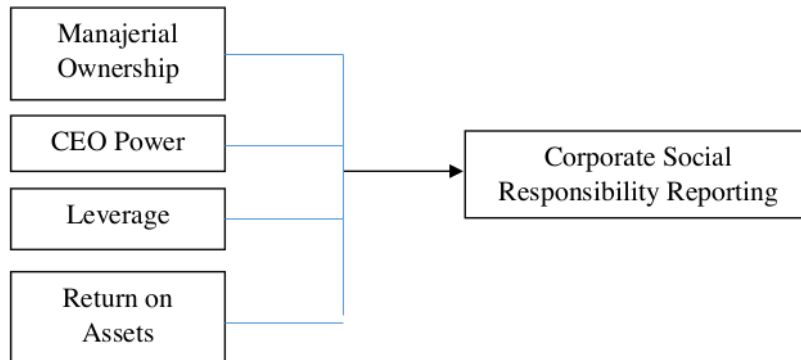 Manajerial
Ownership
CEO Power
Leverage
Return on
Assets
Corporate Social
Responsibility Reporting